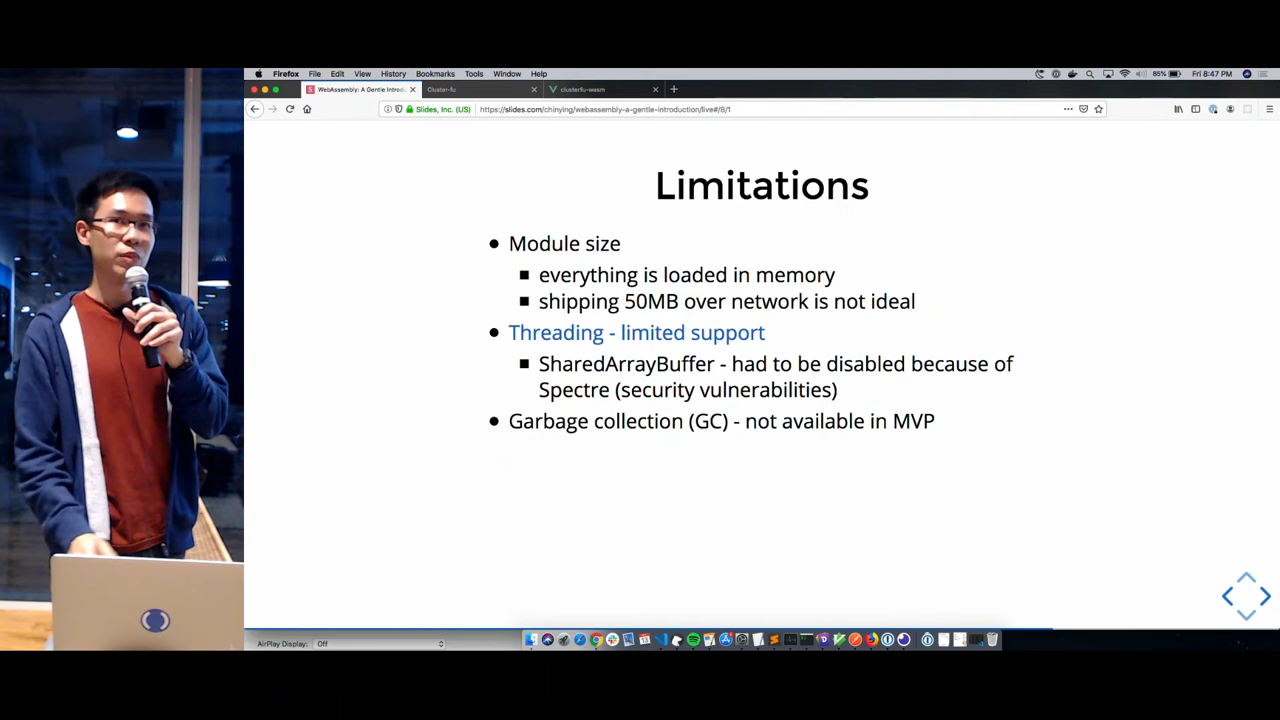 Firefox File Edit View History Bookmarks Tools Window Help 85% Fri 8:47 PM
WebAssembly: A Gentle Introdu Cluster-fu clusterfu-wasm
Slides, Inc. (US) https://slides.com/chinying/webassembly-a-gentle-introduction/live#/8/1
Limitations
Module size
everything is loaded in memory
shipping 50MB over network is not ideal
Threading - limited support
SharedArrayBuffer - had to be disabled because of
Spectre (security vulnerabilities)
Garbage collection (GC) - not available in MVP
AirPlay Display: Off